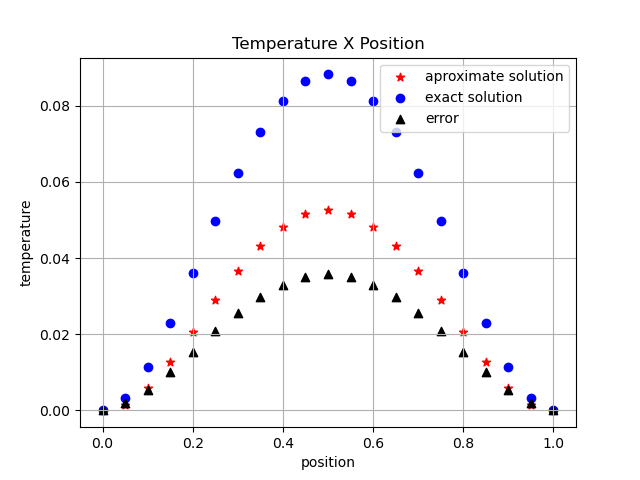 Temperature X Position
aproximate solution
exact solution
error
temperature
0.08
0.06
0.04
0.02
0.00
0.0 0.2 0.4 0.6 0.8 1.0
position